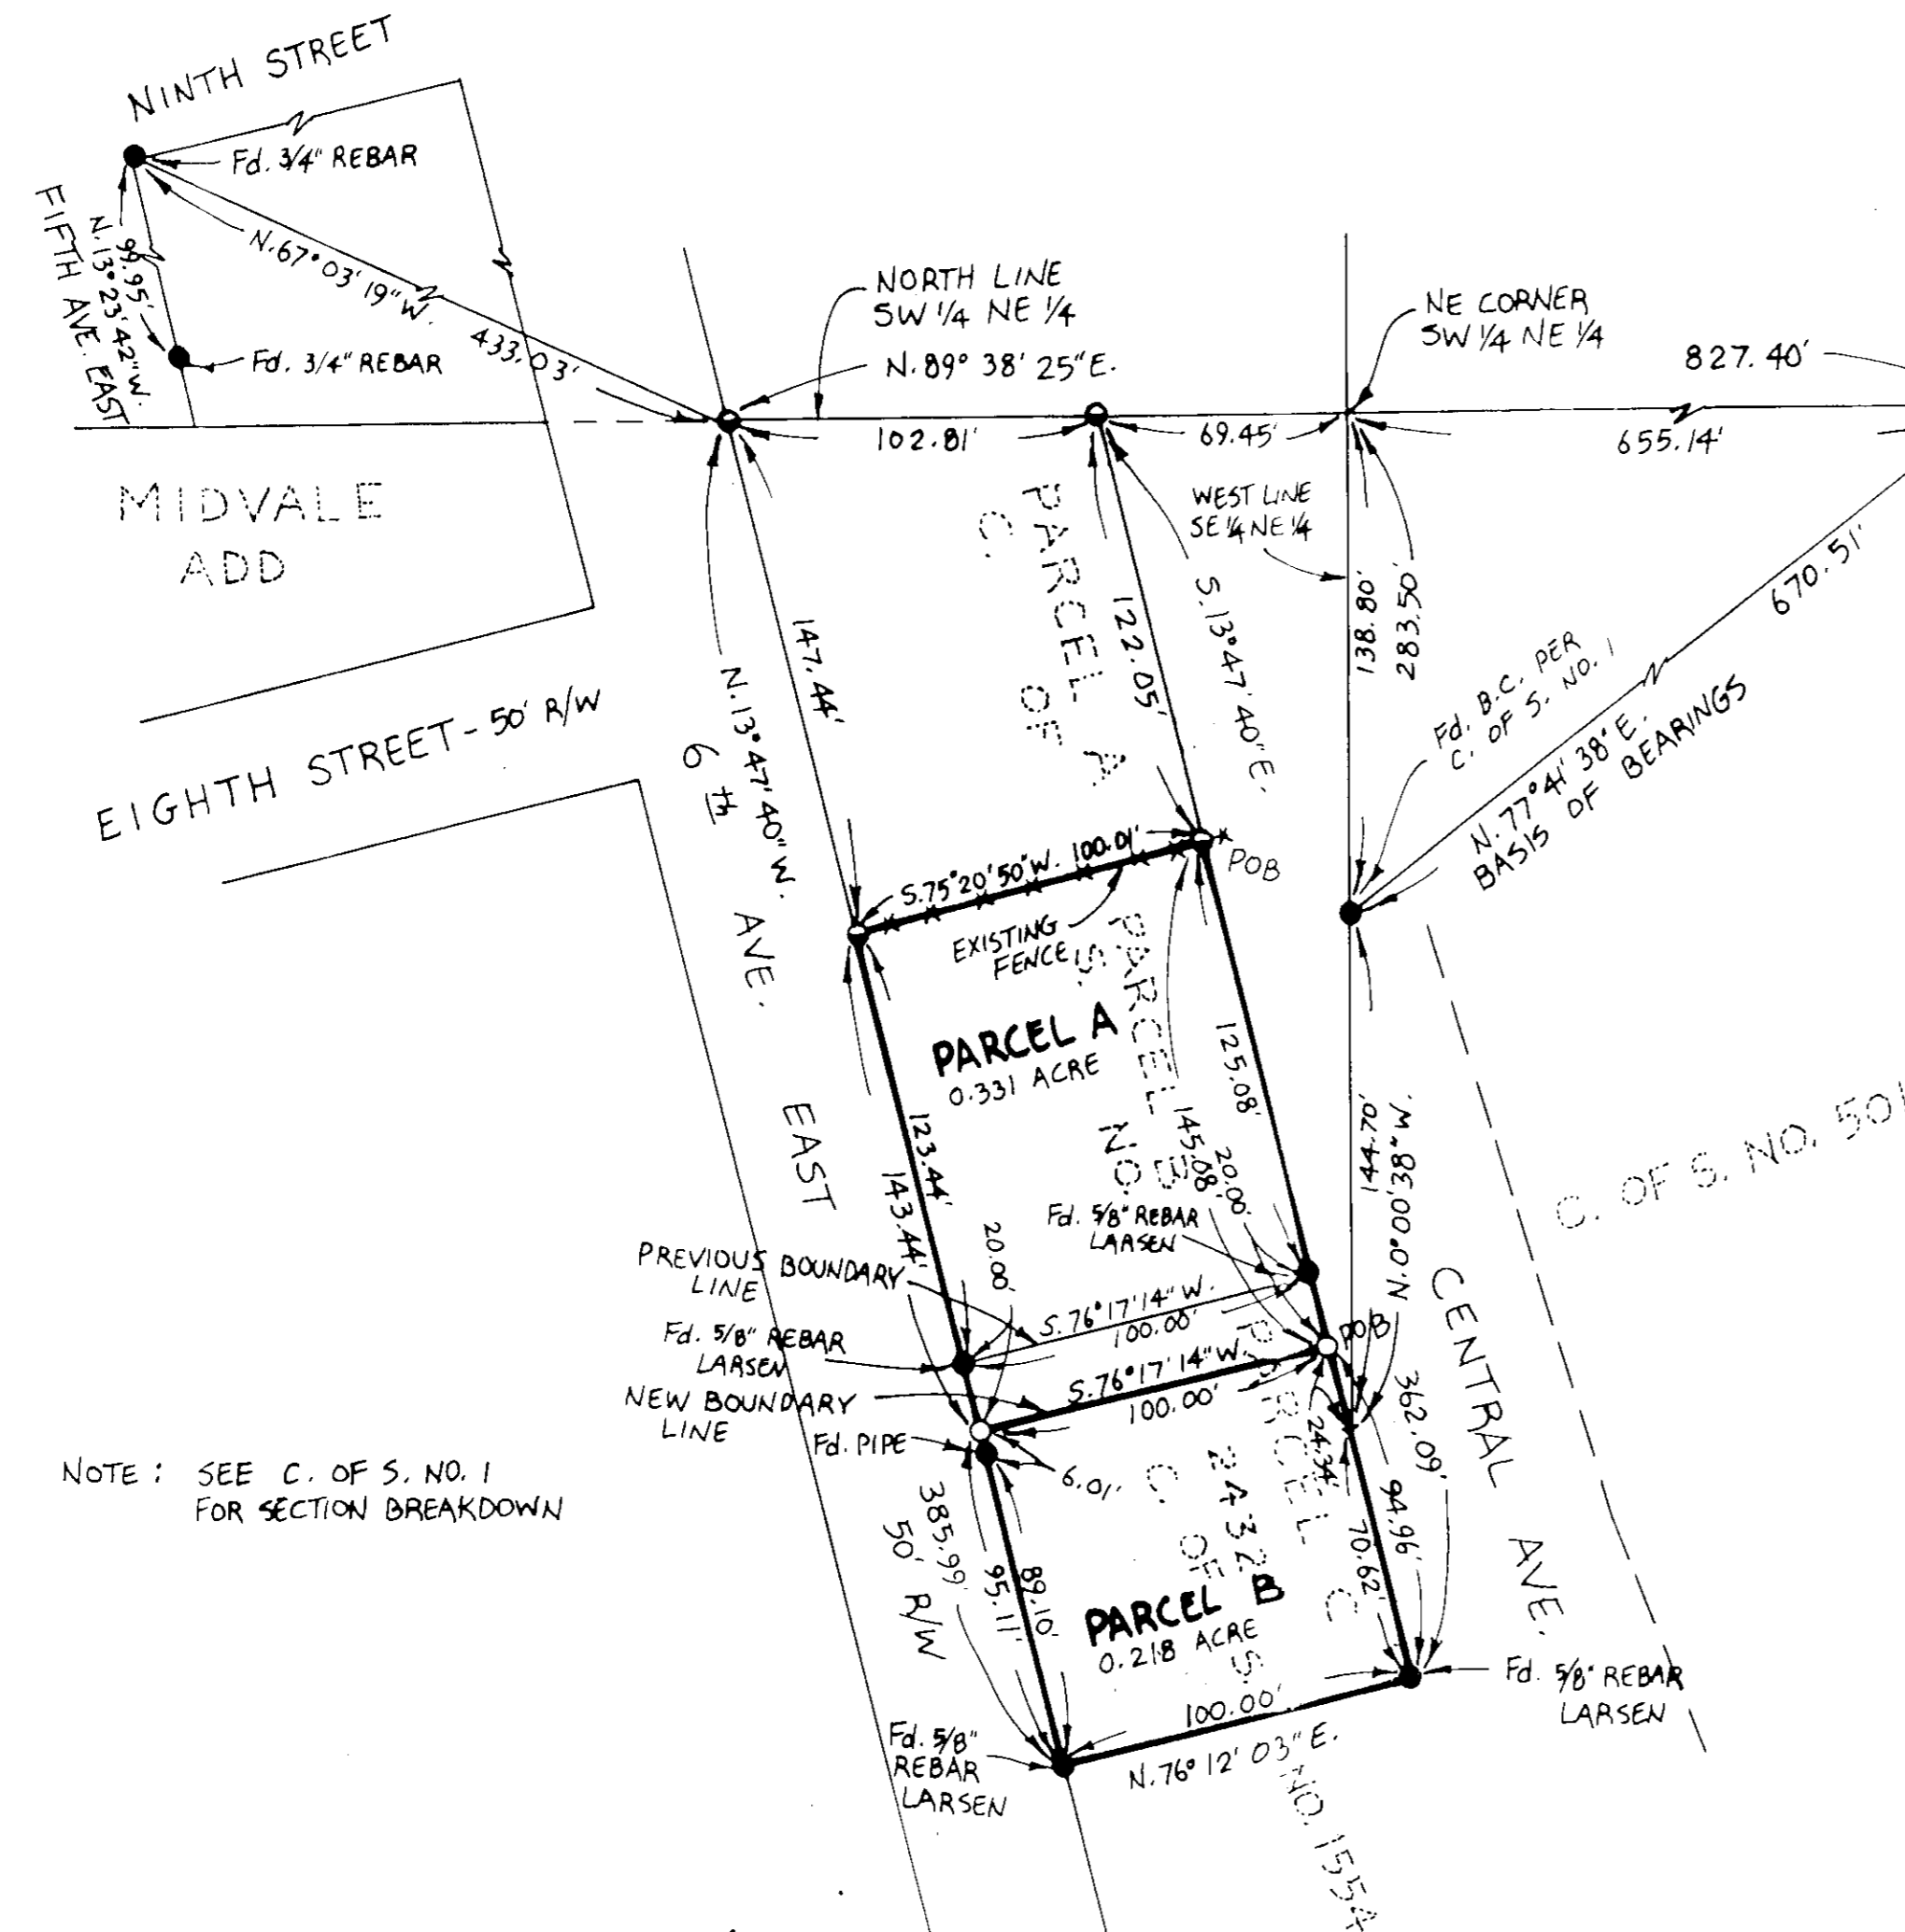 NINTH STREET
Fd. 3/4" REBAR
FIFTH AVE. EAST
N.13°23'42"W.
99.95'
N.67°03'19"W.
433.03'
Fd. 3/4" REBAR
NORTH LINE
SW 1/4 NE 1/4
N.89° 38' 25"E.
NE CORNER
SW 1/4 NE 1/4
827.40'
102.81'
69.45'
655.14'
MIDVALE
ADD
WEST LINE
SE 1/4 NE 1/4
PARCEL A
C. OF
S.
147.44'
122.05'
S.13°47'40"E.
138.80'
283.50'
670.51'
Fd. B.C. PER
C. OF S. NO. 1
N.77°41'38"E.
BASIS OF BEARINGS
EIGHTH STREET - 50' R/W
N.13°47'40"W.
6th AVE. EAST
S.75°20'50"W. 100.01'
POB
EXISTING
FENCE
PARCEL B
NO.
PARCEL A
0.331 ACRE
125.08'
123.44'
143.44'
145.08'
20.00'
20.00'
144.70'
N.0°00'38"W.
C. OF S. NO. 501
Fd. 5/8" REBAR
LARSEN
PREVIOUS BOUNDARY
LINE
S.76°17'14"W.
100.00'
POB
Fd. 5/8" REBAR
LARSEN
NEW BOUNDARY
LINE
S.76°17'14"W.
100.00'
Fd. PIPE
6.01'
24.34'
362.09'
CENTRAL AVE.
PARCEL C
C. OF S.
2432
NO. 1554
NOTE : SEE C. OF S. NO. 1
FOR SECTION BREAKDOWN
385.99'
50' R/W
95.11'
89.10'
70.62'
94.96'
PARCEL B
0.218 ACRE
100.00'
N.76° 12' 03"E.
Fd. 5/8" REBAR
LARSEN
Fd. 5/8"
REBAR
LARSEN